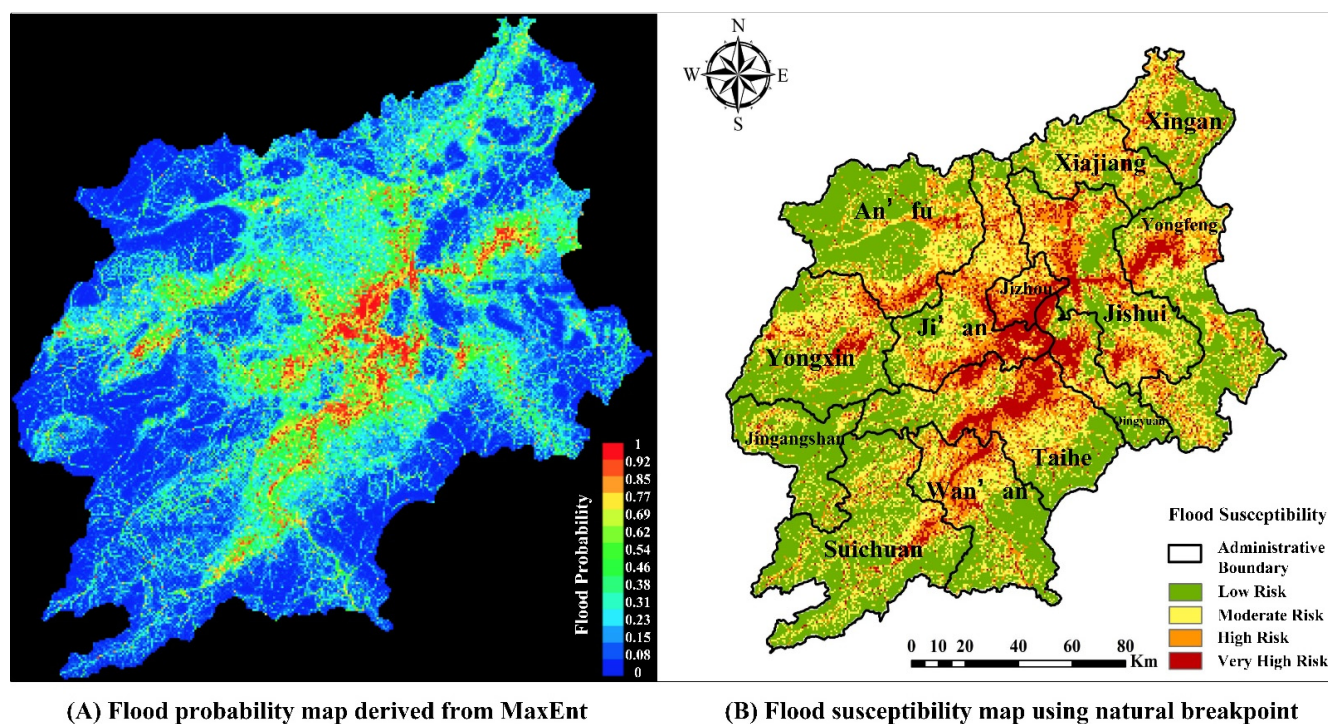 N
W
E
S
Xingan
Xiajiang
An' fu
Yongfeng
Jizhou
Ji' an
Jishui
Yongxin
Qingyuan
Jingangshan
Taihe
Wan' an
Suichuan
Flood Probability
1
0.92
0.85
0.77
0.69
0.62
0.54
0.46
0.38
0.31
0.23
0.15
0.08
0
Flood Susceptibility
Administrative
Boundary
Low Risk
Moderate Risk
High Risk
Very High Risk
0 10 20 40 60 80
Km
(A) Flood probability map derived from MaxEnt
(B) Flood susceptibility map using natural breakpoint